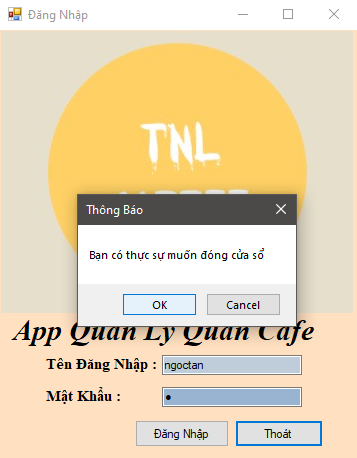 Đăng Nhập
TNL
Thông Báo
Bạn có thực sự muốn đóng cửa sổ
OK
Cancel
App Quản Lý Quán Cafe
Tên Đăng Nhập :
ngoctan
Mật Khẩu :
Đăng Nhập
Thoát